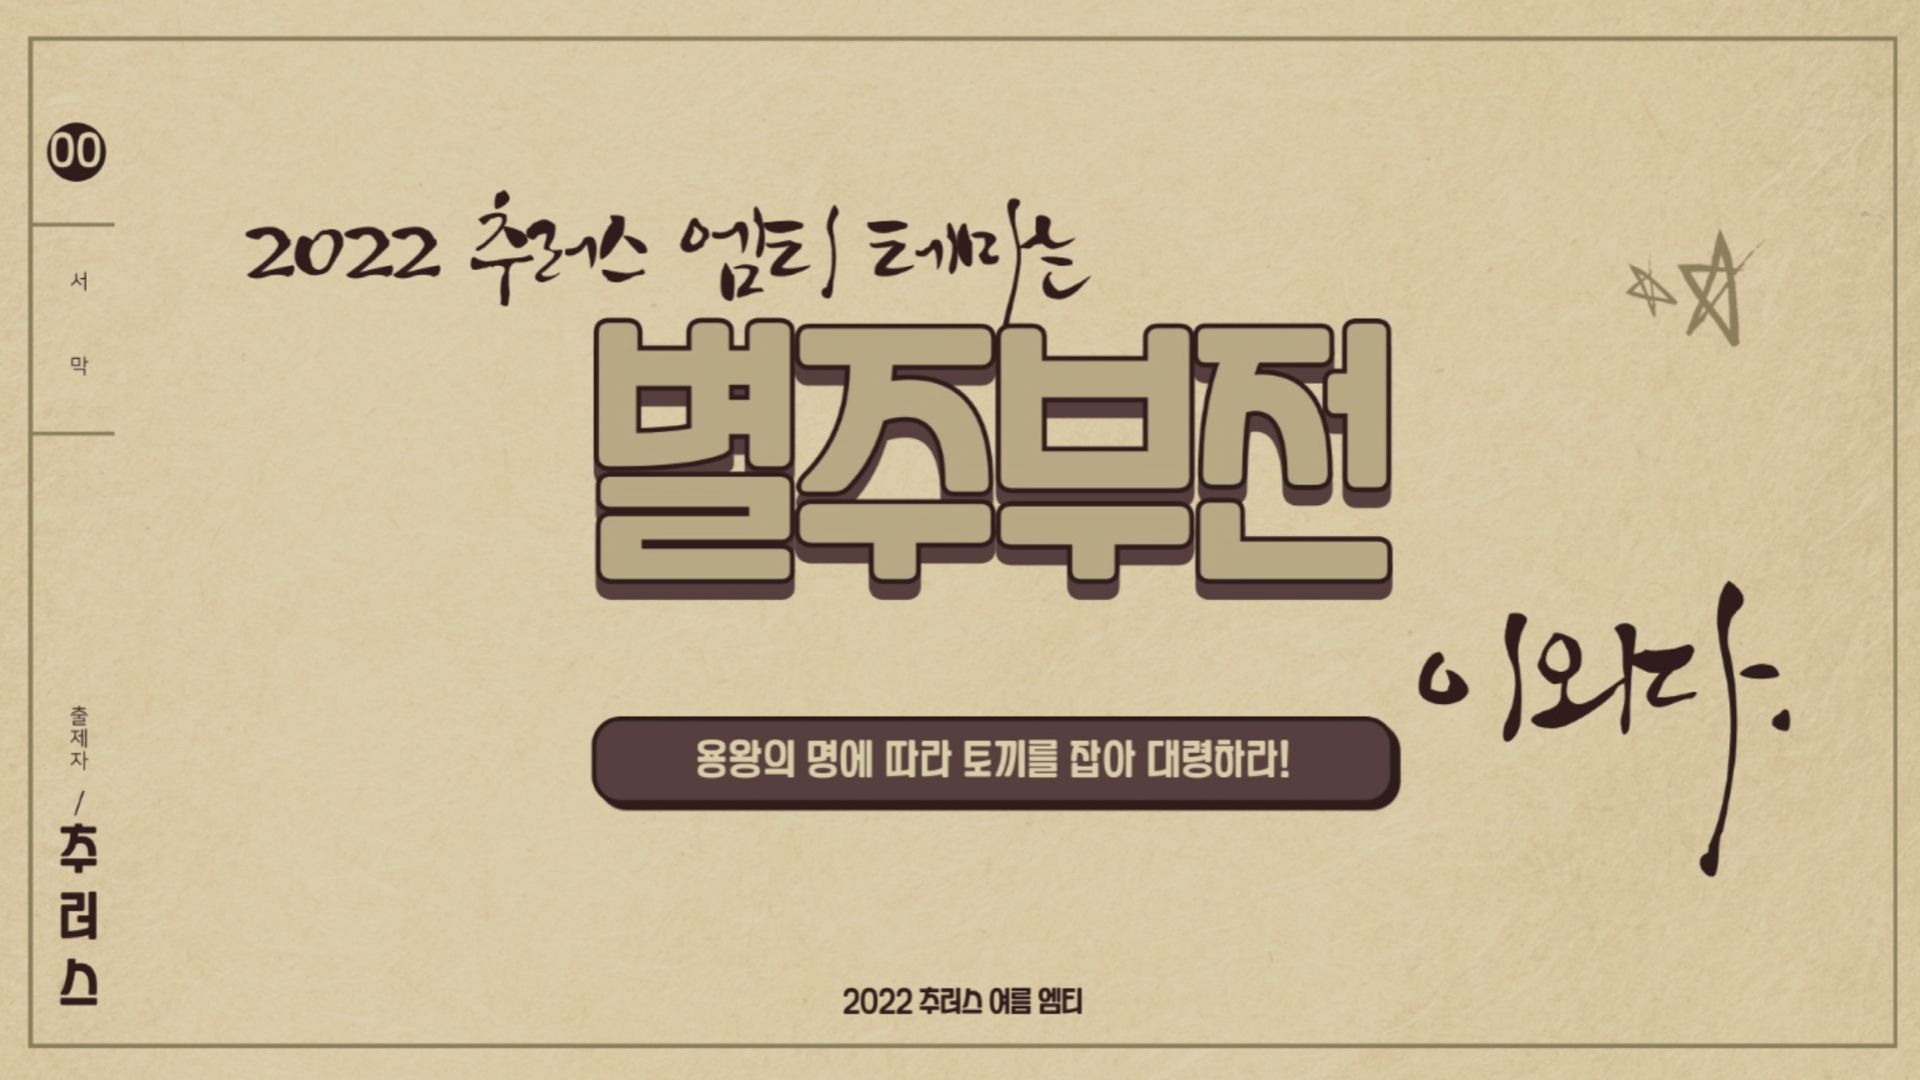 00
서막
출제자 / 추러스
2022 추러스 엠티 테마는
별주부전
이와다.
용왕의 명에 따라 토끼를 잡아 대령하라!
2022 추러스 여름 엠티